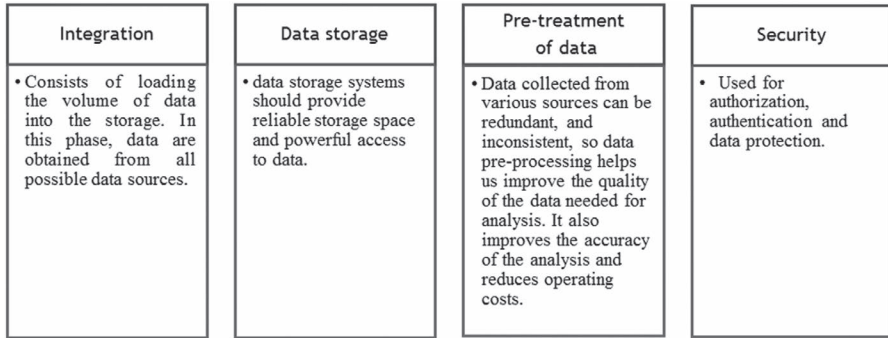 Integration
• Consists of loading
the volume of data
into the storage. In
this phase, data are
obtained from all
possible data sources.
Data storage
• data storage systems
should provide
reliable storage space
and powerful access
to data.
Pre-treatment
of data
• Data collected from
various sources can be
redundant, and
inconsistent, so data
pre-processing helps
us improve the quality
of the data needed for
analysis. It also
improves the accuracy
of the analysis and
reduces operating
costs.
Security
• Used for
authorization,
authentication and
data protection.